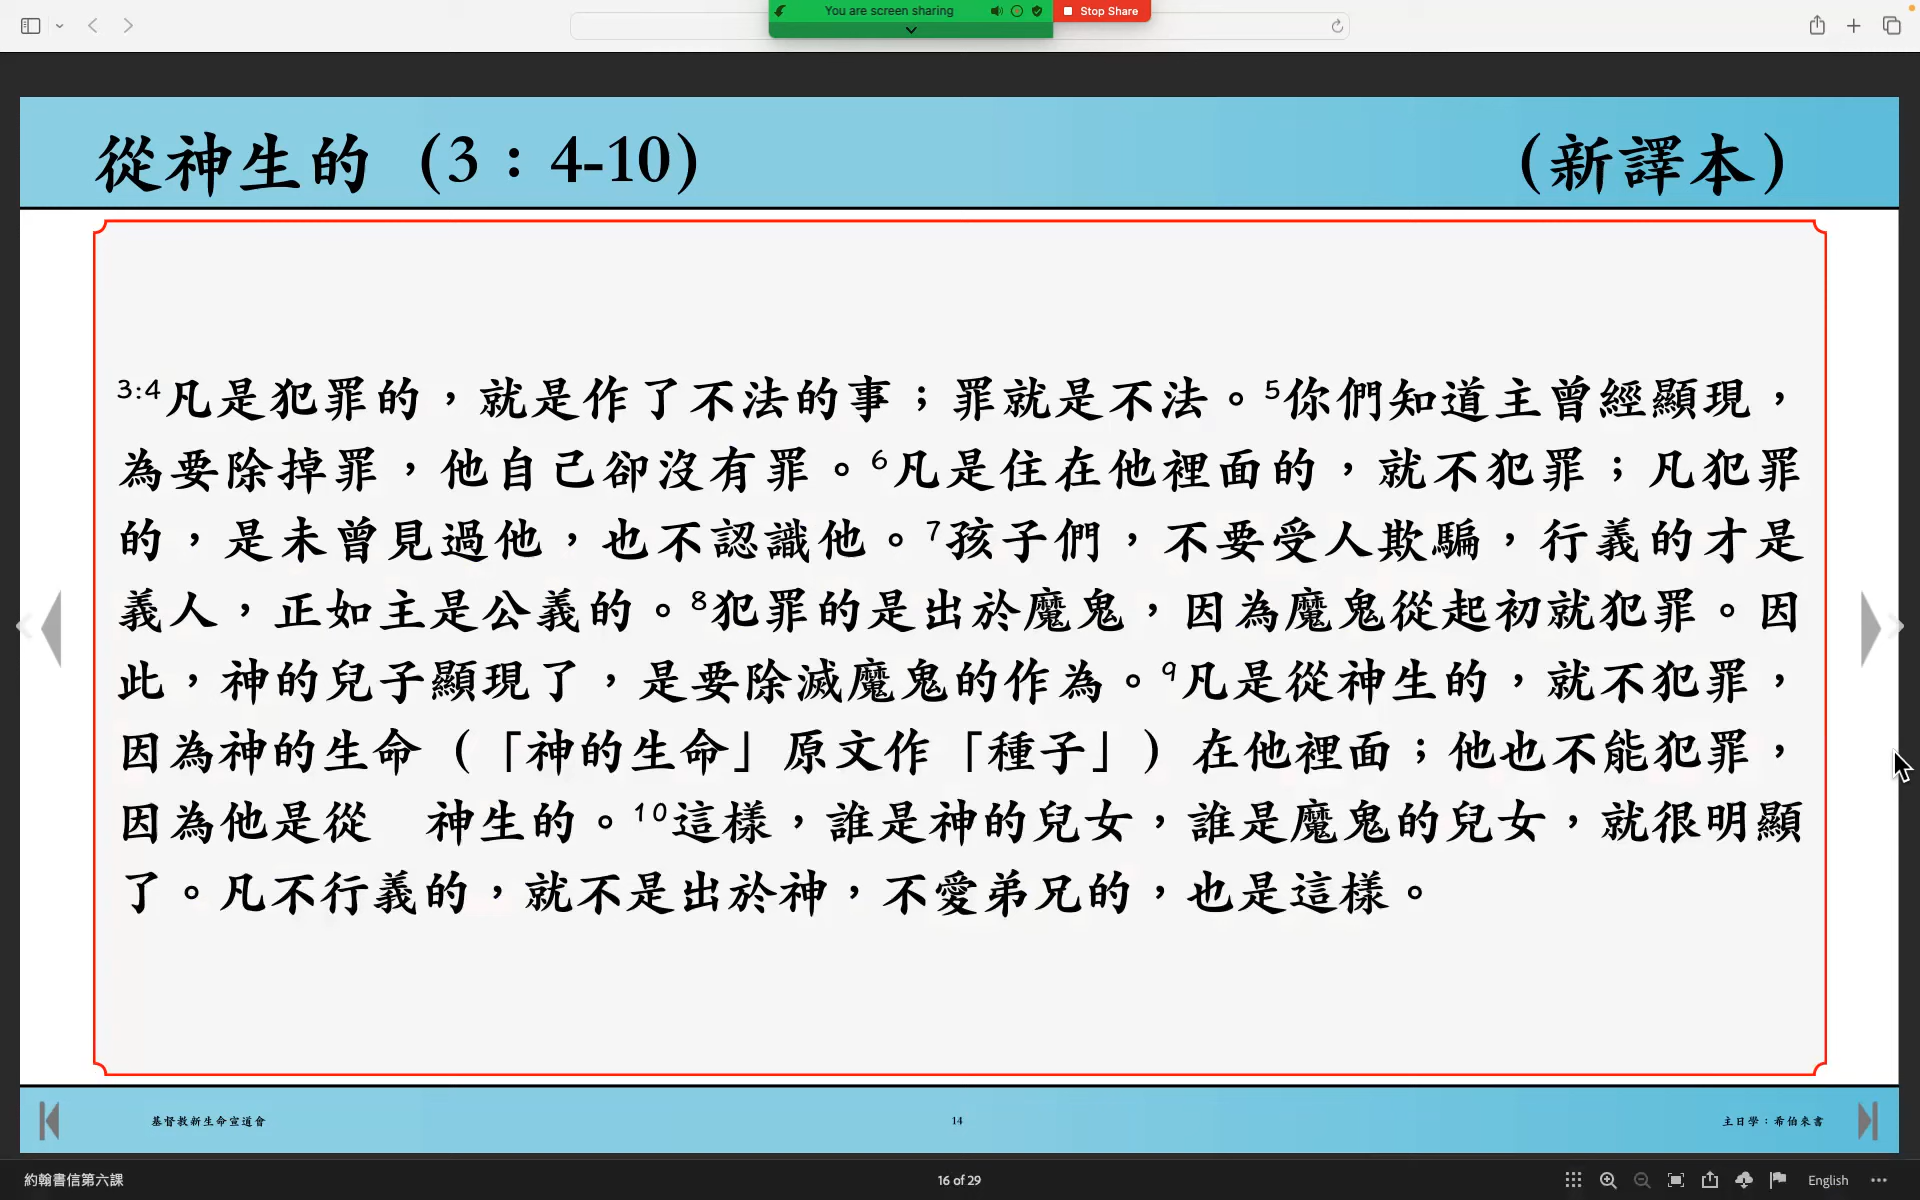 You are screen sharing
Stop Share
從神生的 (3：4-10)
(新譯本)
3:4凡是犯罪的，就是作了不法的事；罪就是不法。5你們知道主曾經顯現，
為要除掉罪，他自己卻沒有罪。6凡是住在他裡面的，就不犯罪；凡犯罪
的，是未曾見過他，也不認識他。7孩子們，不要受人欺騙，行義的才是
義人，正如主是公義的。8犯罪的是出於魔鬼，因為魔鬼從起初就犯罪。因
此，神的兒子顯現了，是要除滅魔鬼的作為。9凡是從神生的，就不犯罪，
因為神的生命（「神的生命」原文作「種子」）在他裡面；他也不能犯罪，
因為他是從　神生的。10這樣，誰是神的兒女，誰是魔鬼的兒女，就很明顯
了。凡不行義的，就不是出於神，不愛弟兄的，也是這樣。
基督教新生命宣道會
14
主日學：希伯來書
約翰書信第六課
16 of 29
English